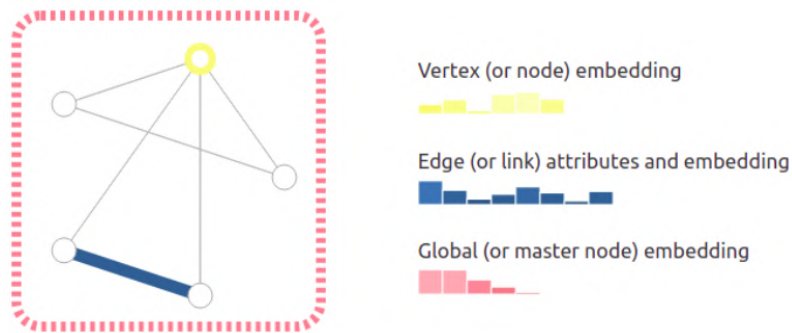 Vertex (or node) embedding
Edge (or link) attributes and embedding
Global (or master node) embedding